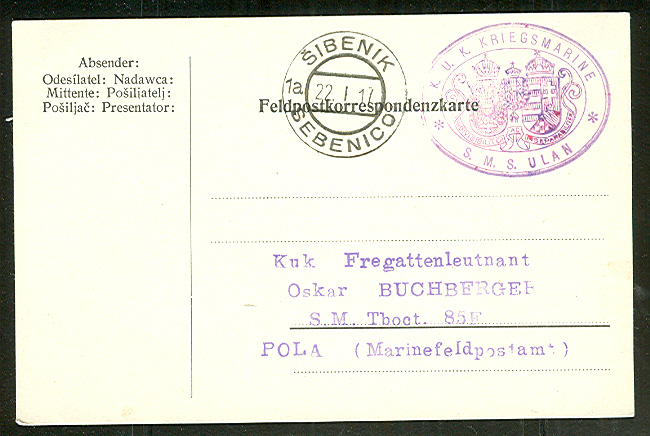 Absender:
Odesílatel: Nadawca:
Mittente: Pošiljatelj:
Pošiljač: Presentator:
ŠIBENIK
1a
22. I. 17
ŠEBENICO
Feldpostkorrespondenzkarte
K. U. K. KRIEGSMARINE
* *
S. M. S. ULAN
Kuk Fregattenleutnant
Oskar BUCHBERGER
S.M. Tboot. 85F
POLA (Marinefeldpostamt)